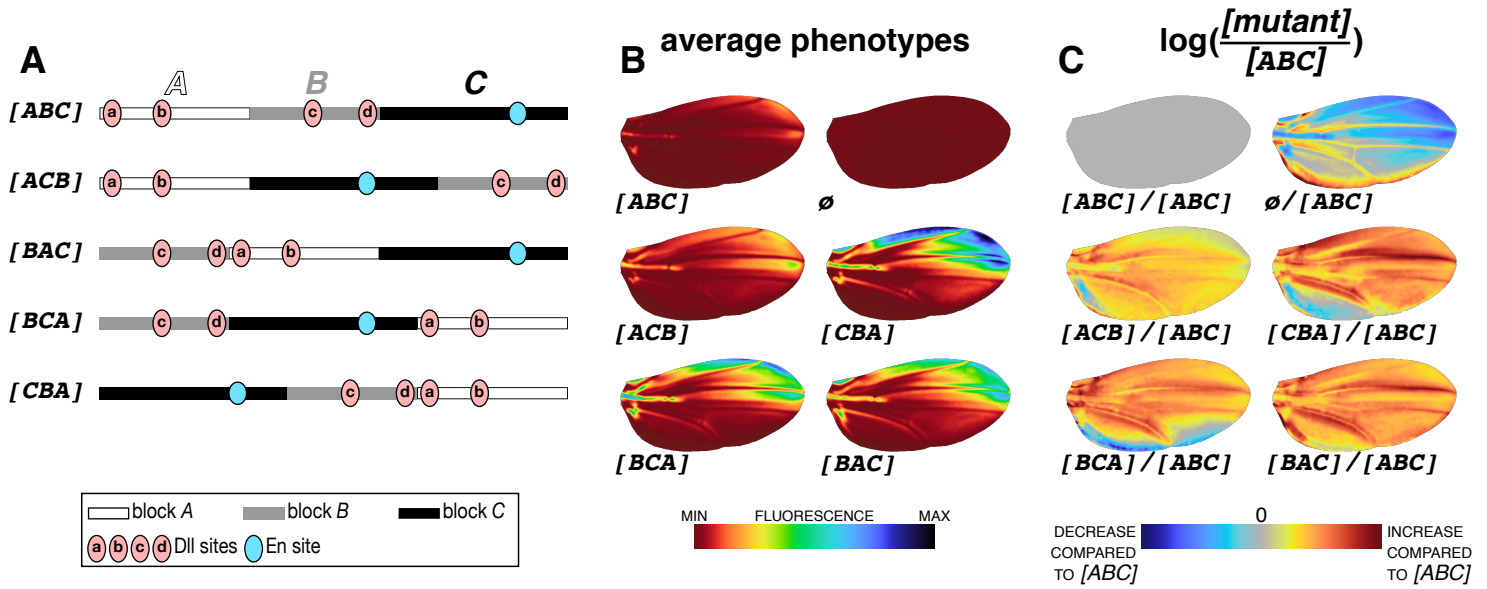 A
A B C
[ABC] a b c d
[ACB] a b c d
[BAC] c d a b
[BCA] c d a b
[CBA] c d a b
block A block B block C
a b c d Dll sites En site
B
average phenotypes
[ABC] ø
[ACB] [CBA]
[BCA] [BAC]
MIN FLUORESCENCE MAX
C
log([mutant]/[ABC])
[ABC]/[ABC] ø/[ABC]
[ACB]/[ABC] [CBA]/[ABC]
[BCA]/[ABC] [BAC]/[ABC]
0
DECREASE
COMPARED
TO [ABC]
INCREASE
COMPARED
TO [ABC]